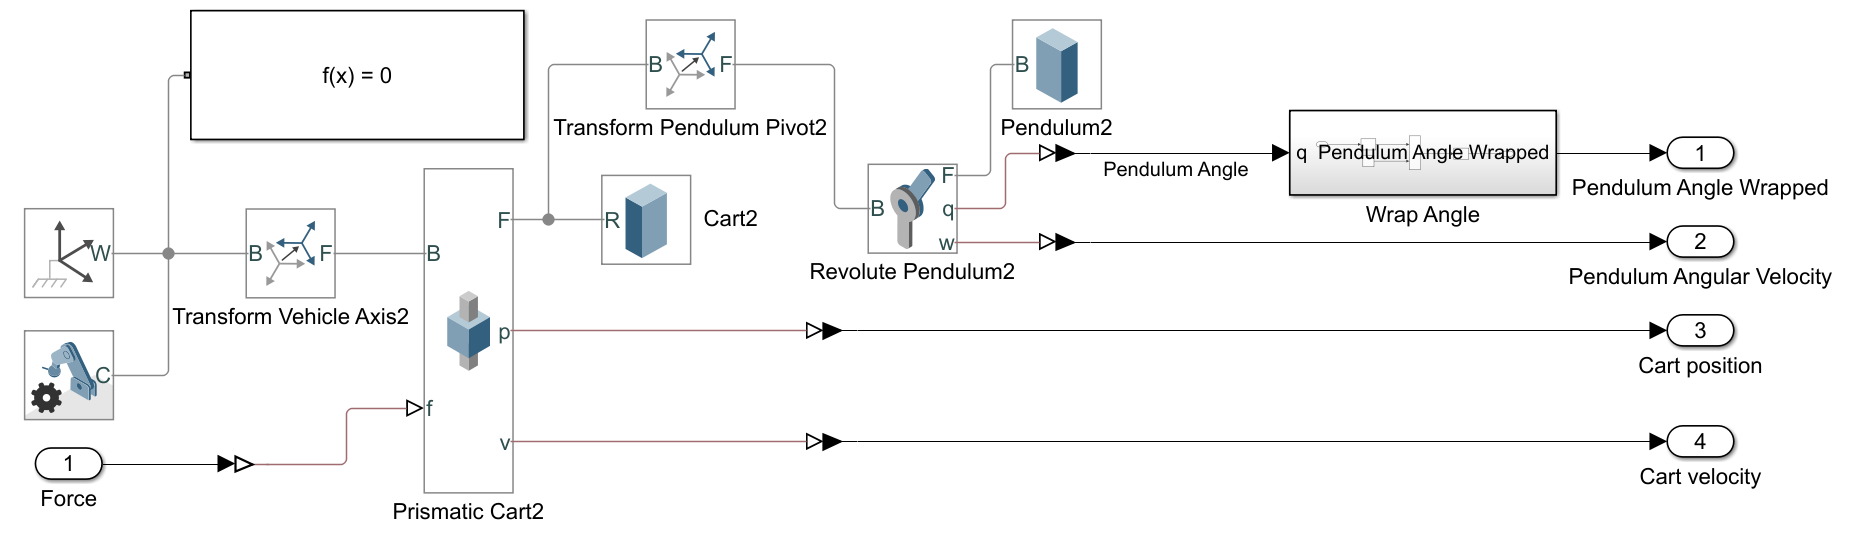 f(x) = 0
B
F
Transform Pendulum Pivot2
B
Pendulum2
Pendulum Angle
q
Pendulum Angle Wrapped
Wrap Angle
1
Pendulum Angle Wrapped
W
B
F
Transform Vehicle Axis2
C
1
Force
B
F
p
f
v
Prismatic Cart2
R
Cart2
B
F
q
w
Revolute Pendulum2
2
Pendulum Angular Velocity
3
Cart position
4
Cart velocity